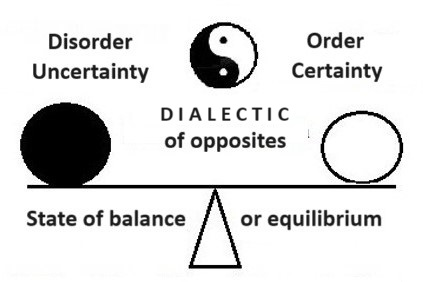 Disorder
Uncertainty
Order
Certainty
DIALECTIC
of opposites
State of balance or equilibrium